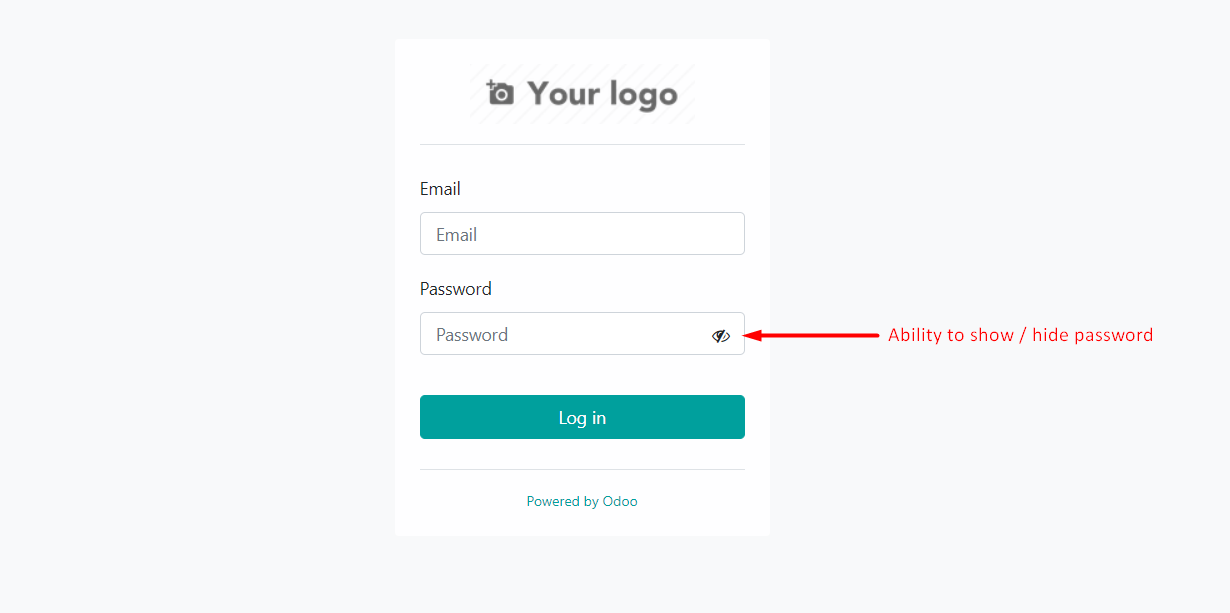 Your logo
Email
Email
Password
Password
Ability to show / hide password
Log in
Powered by Odoo